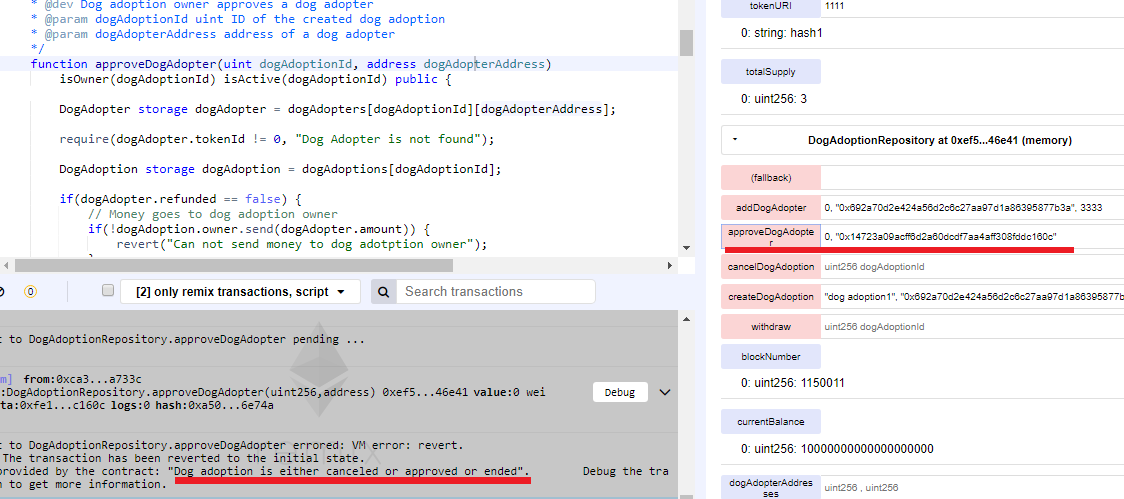 * @dev Dog adoption owner approves a dog adopter
* @param dogAdoptionId uint ID of the created dog adoption
* @param dogAdopterAddress address of a dog adopter
*/
function approveDogAdopter(uint dogAdoptionId, address dogAdopterAddress)
isOwner(dogAdoptionId) isActive(dogAdoptionId) public {
DogAdopter storage dogAdopter = dogAdopters[dogAdoptionId][dogAdopterAddress];
require(dogAdopter.tokenId != 0, "Dog Adopter is not found");
DogAdoption storage dogAdoption = dogAdoptions[dogAdoptionId];
if(dogAdopter.refunded == false) {
// Money goes to dog adoption owner
if(!dogAdoption.owner.send(dogAdopter.amount)) {
revert("Can not send money to dog adotption owner");
0
[2] only remix transactions, script
Search transactions
t to DogAdoptionRepository.approveDogAdopter pending ...
m] from:0xca3...a733c
:DogAdoptionRepository.approveDogAdopter(uint256,address) 0xef5...46e41 value:0 wei
ta:0xfe1...c160c logs:0 hash:0xa50...6e74a
Debug
t to DogAdoptionRepository.approveDogAdopter errored: VM error: revert.
The transaction has been reverted to the initial state.
provided by the contract: "Dog adoption is either canceled or approved or ended". Debug the tra
n to get more information.
tokenURI 1111
0: string: hash1
totalSupply
0: uint256: 3
DogAdoptionRepository at 0xef5...46e41 (memory)
(fallback)
addDogAdopter 0, "0x692a70d2e424a56d2c6c27aa97d1a86395877b3a", 3333
approveDogAdopte
r 0, "0x14723a09acff6d2a60dcdf7aa4aff308fddc160c"
cancelDogAdoption uint256 dogAdoptionId
createDogAdoption "dog adoption1", "0x692a70d2e424a56d2c6c27aa97d1a86395877b
withdraw uint256 dogAdoptionId
blockNumber
0: uint256: 1150011
currentBalance
0: uint256: 10000000000000000000
dogAdopterAddres
ses uint256 , uint256